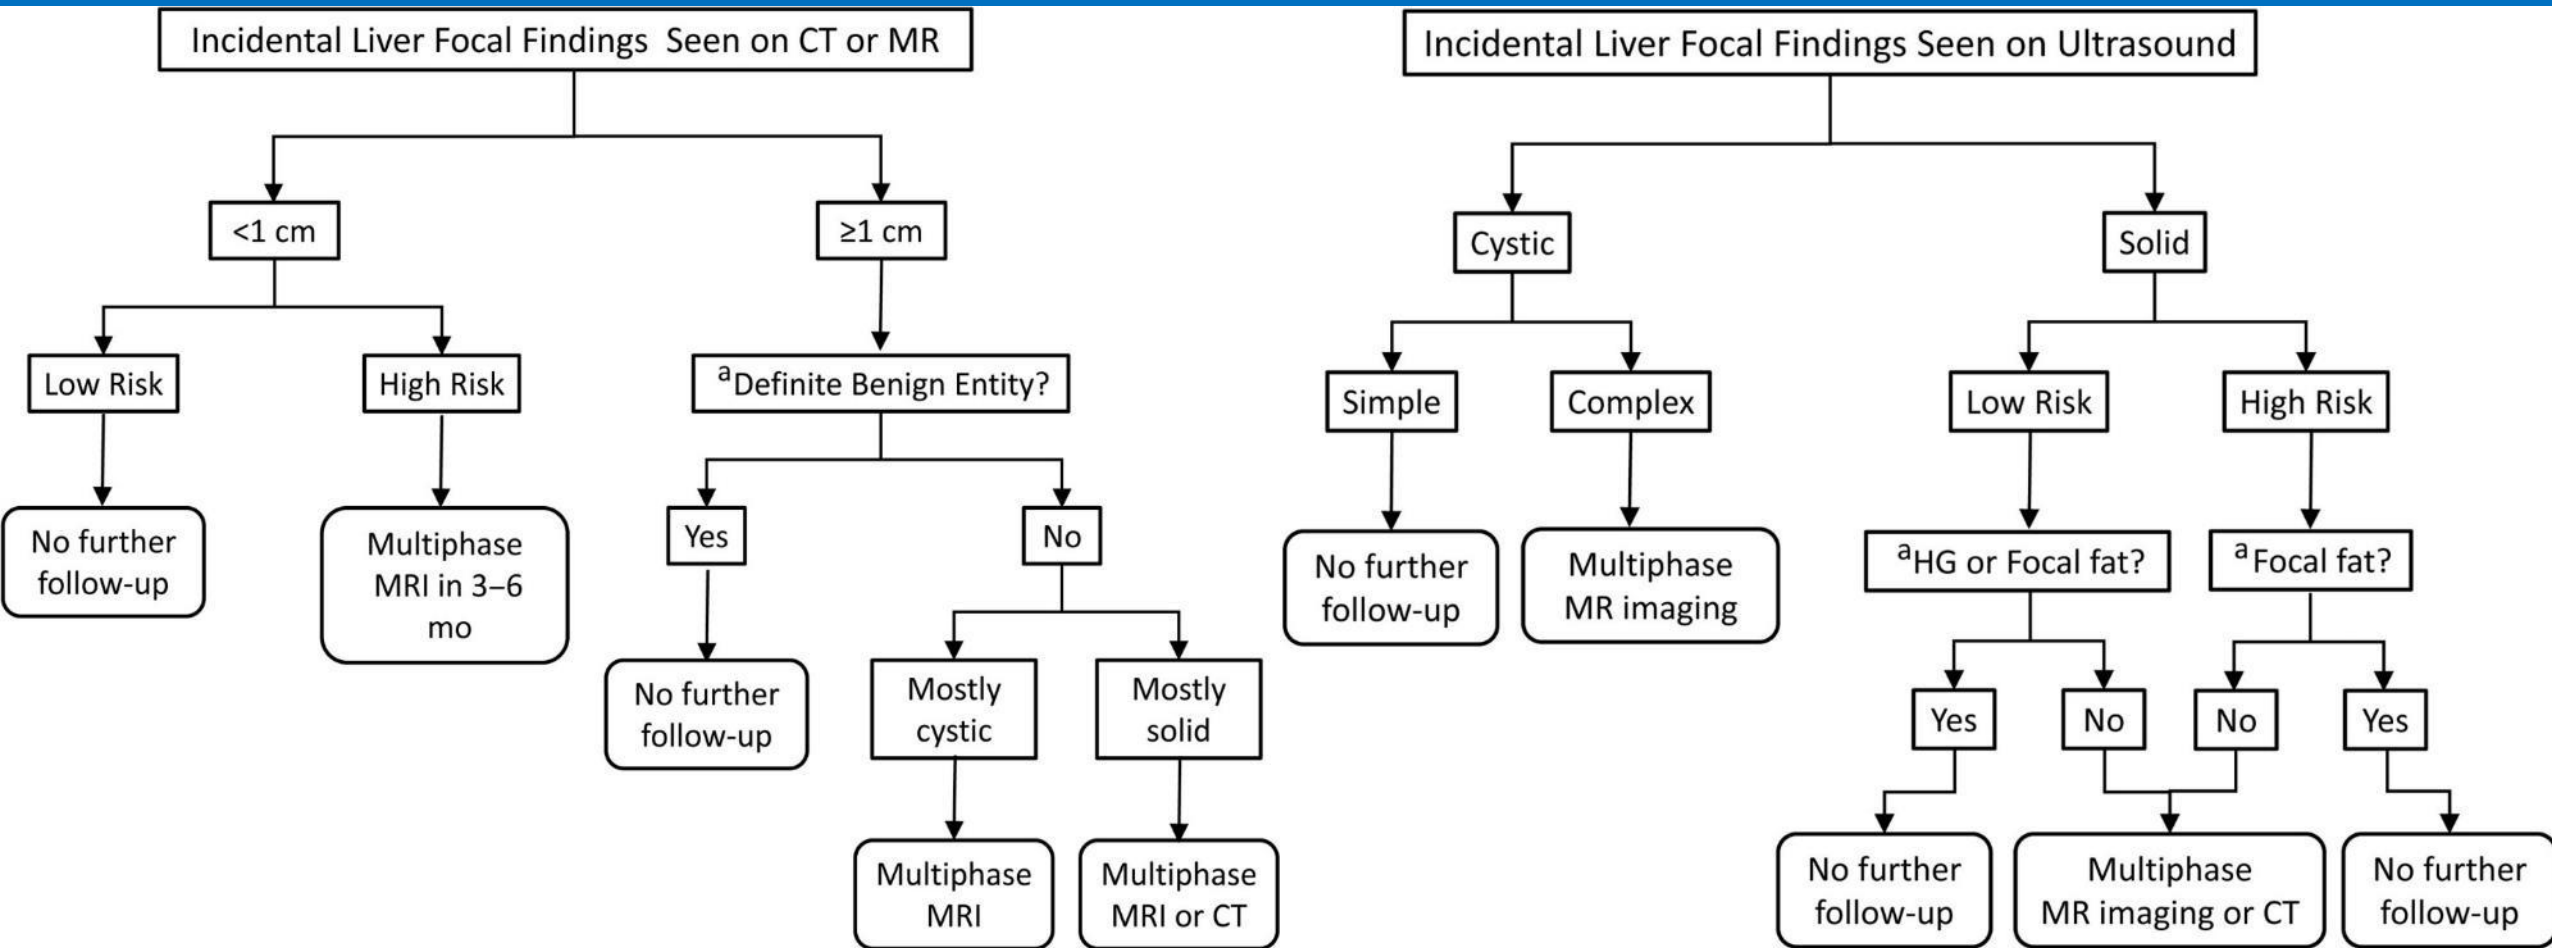 Incidental Liver Focal Findings Seen on CT or MR
<1 cm
≥1 cm
Low Risk
High Risk
aDefinite Benign Entity?
No further
follow-up
Multiphase
MRI in 3–6
mo
Yes
No
No further
follow-up
Mostly
cystic
Mostly
solid
Multiphase
MRI
Multiphase
MRI or CT
Incidental Liver Focal Findings Seen on Ultrasound
Cystic
Solid
Simple
Complex
Low Risk
High Risk
No further
follow-up
Multiphase
MR imaging
aHG or Focal fat?
aFocal fat?
Yes
No
No
Yes
No further
follow-up
Multiphase
MR imaging or CT
No further
follow-up